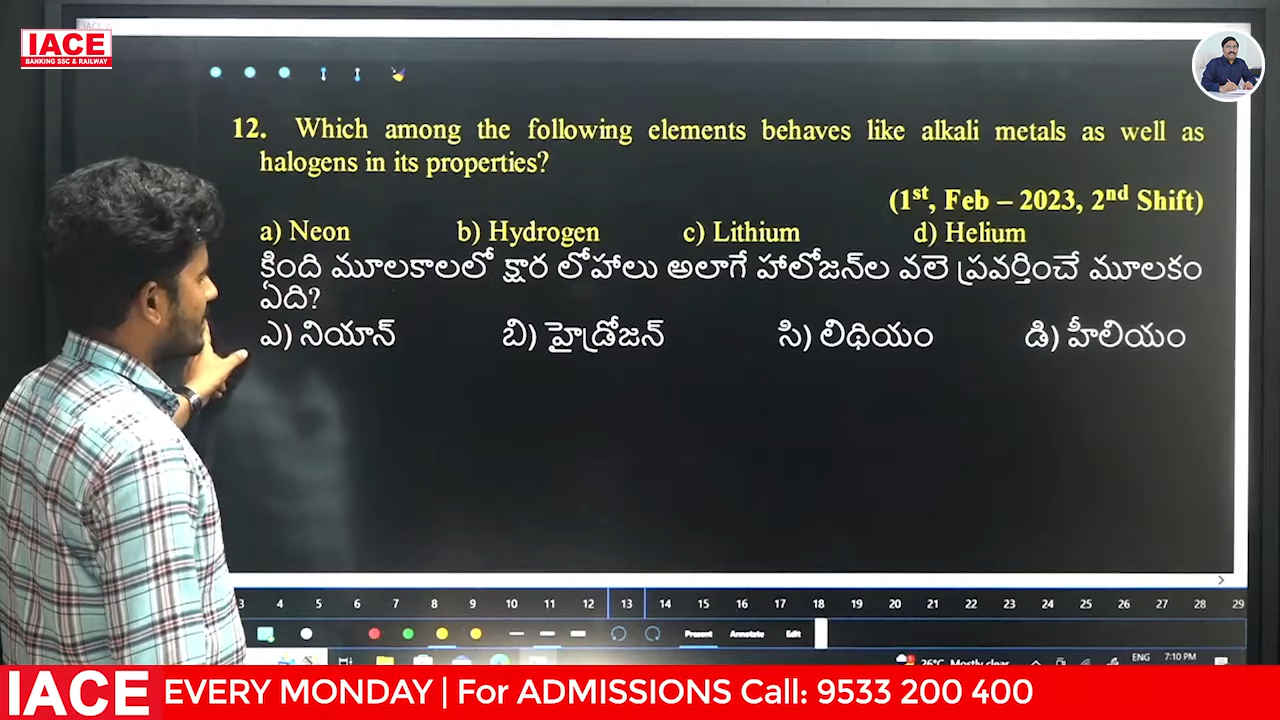 IACE
BANKING SSC & RAILWAY
12. Which among the following elements behaves like alkali metals as well as
halogens in its properties?
(1st, Feb – 2023, 2nd Shift)
a) Neon b) Hydrogen c) Lithium d) Helium
క్రింది మూలకాలలో క్షార లోహాలు అలాగే హాలోజన్‌ల వలె ప్రవర్తించే మూలకం
ఏది?
ఎ) నియాన్ బి) హైడ్రోజన్ సి) లిథియం డి) హీలియం
3 4 5 6 7 8 9 10 11 12 13 14 15 16 17 18 19 20 21 22 23 24 25 26 27 28 29
Present Annotate Edit
26°C Mostly clear ENG 7:10 PM
IACE EVERY MONDAY | For ADMISSIONS Call: 9533 200 400